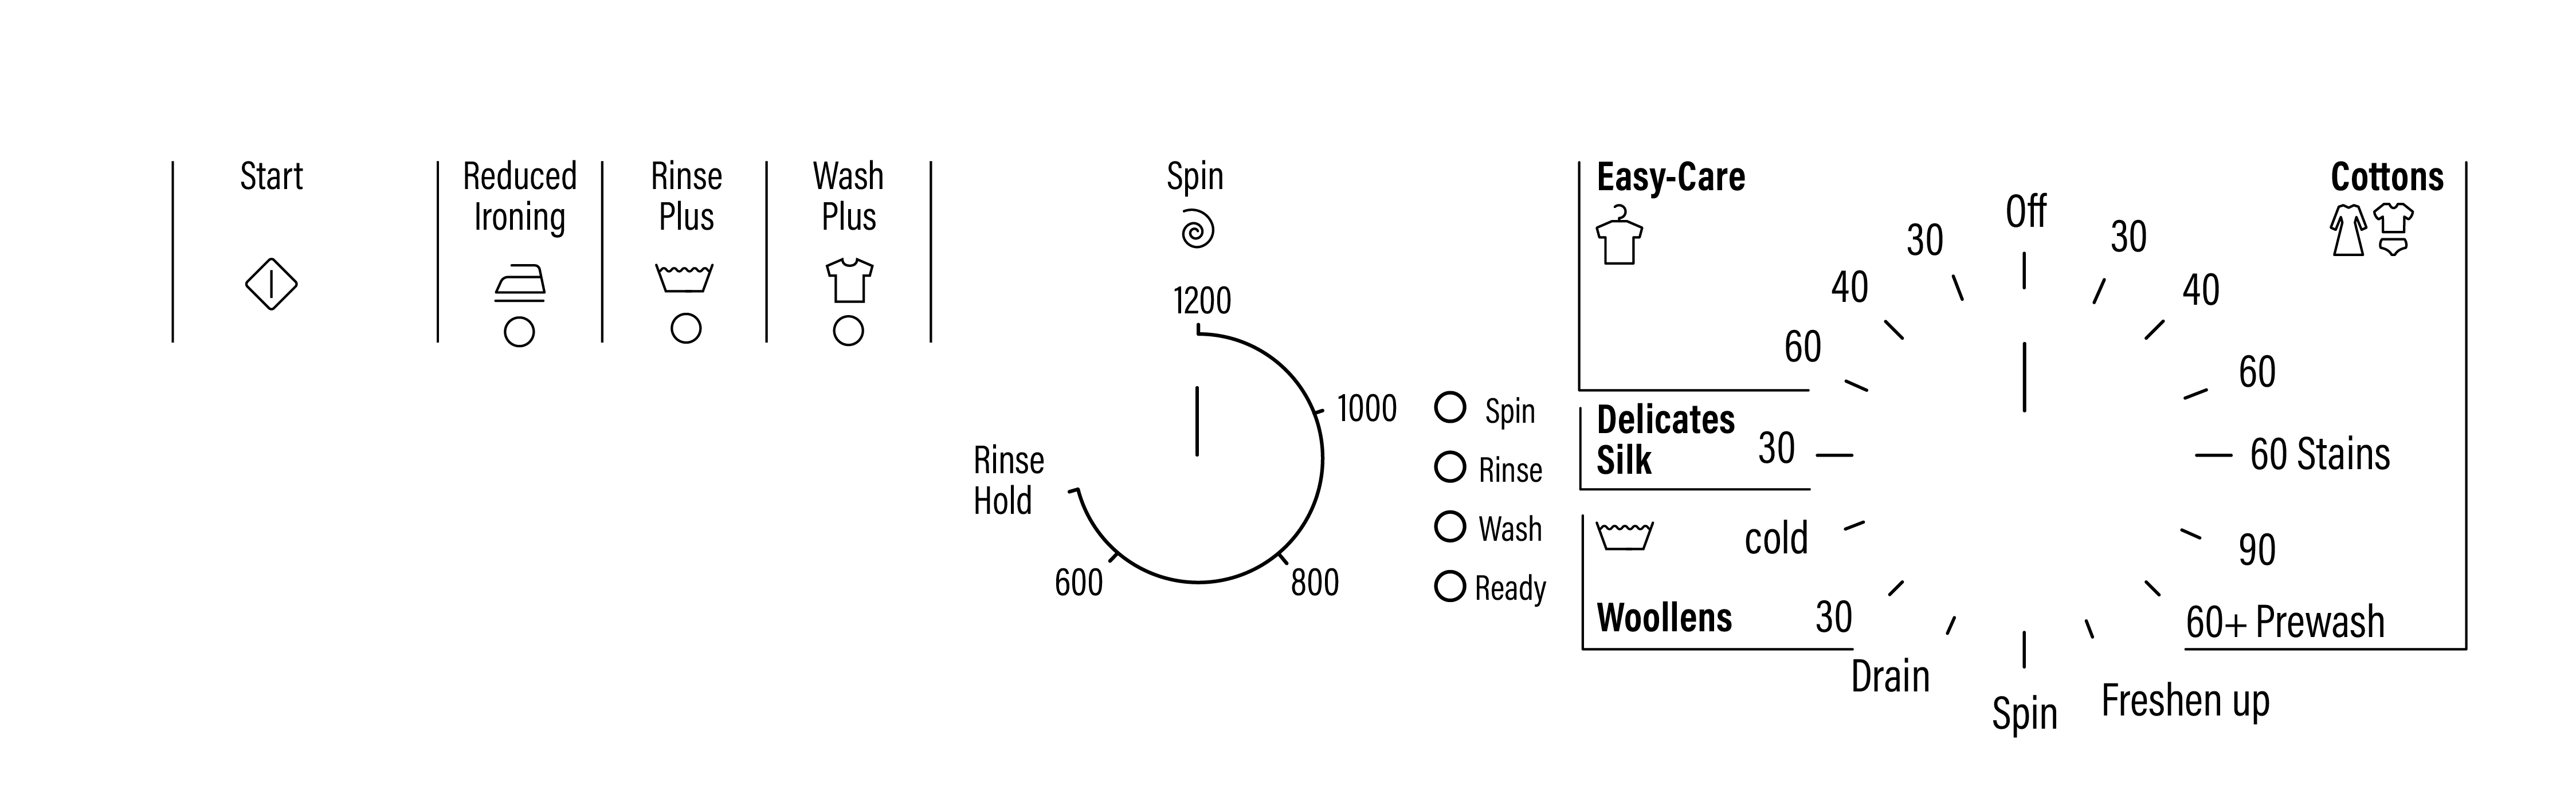 Start
Reduced
Ironing
Rinse
Plus
Wash
Plus
Spin
1200
1000
800
600
Rinse
Hold
Spin
Rinse
Wash
Ready
Easy-Care
30
40
60
Delicates
Silk
30
cold
Woollens
30
Drain
Spin
Freshen up
Off
Cottons
30
40
60
60 Stains
90
60+ Prewash